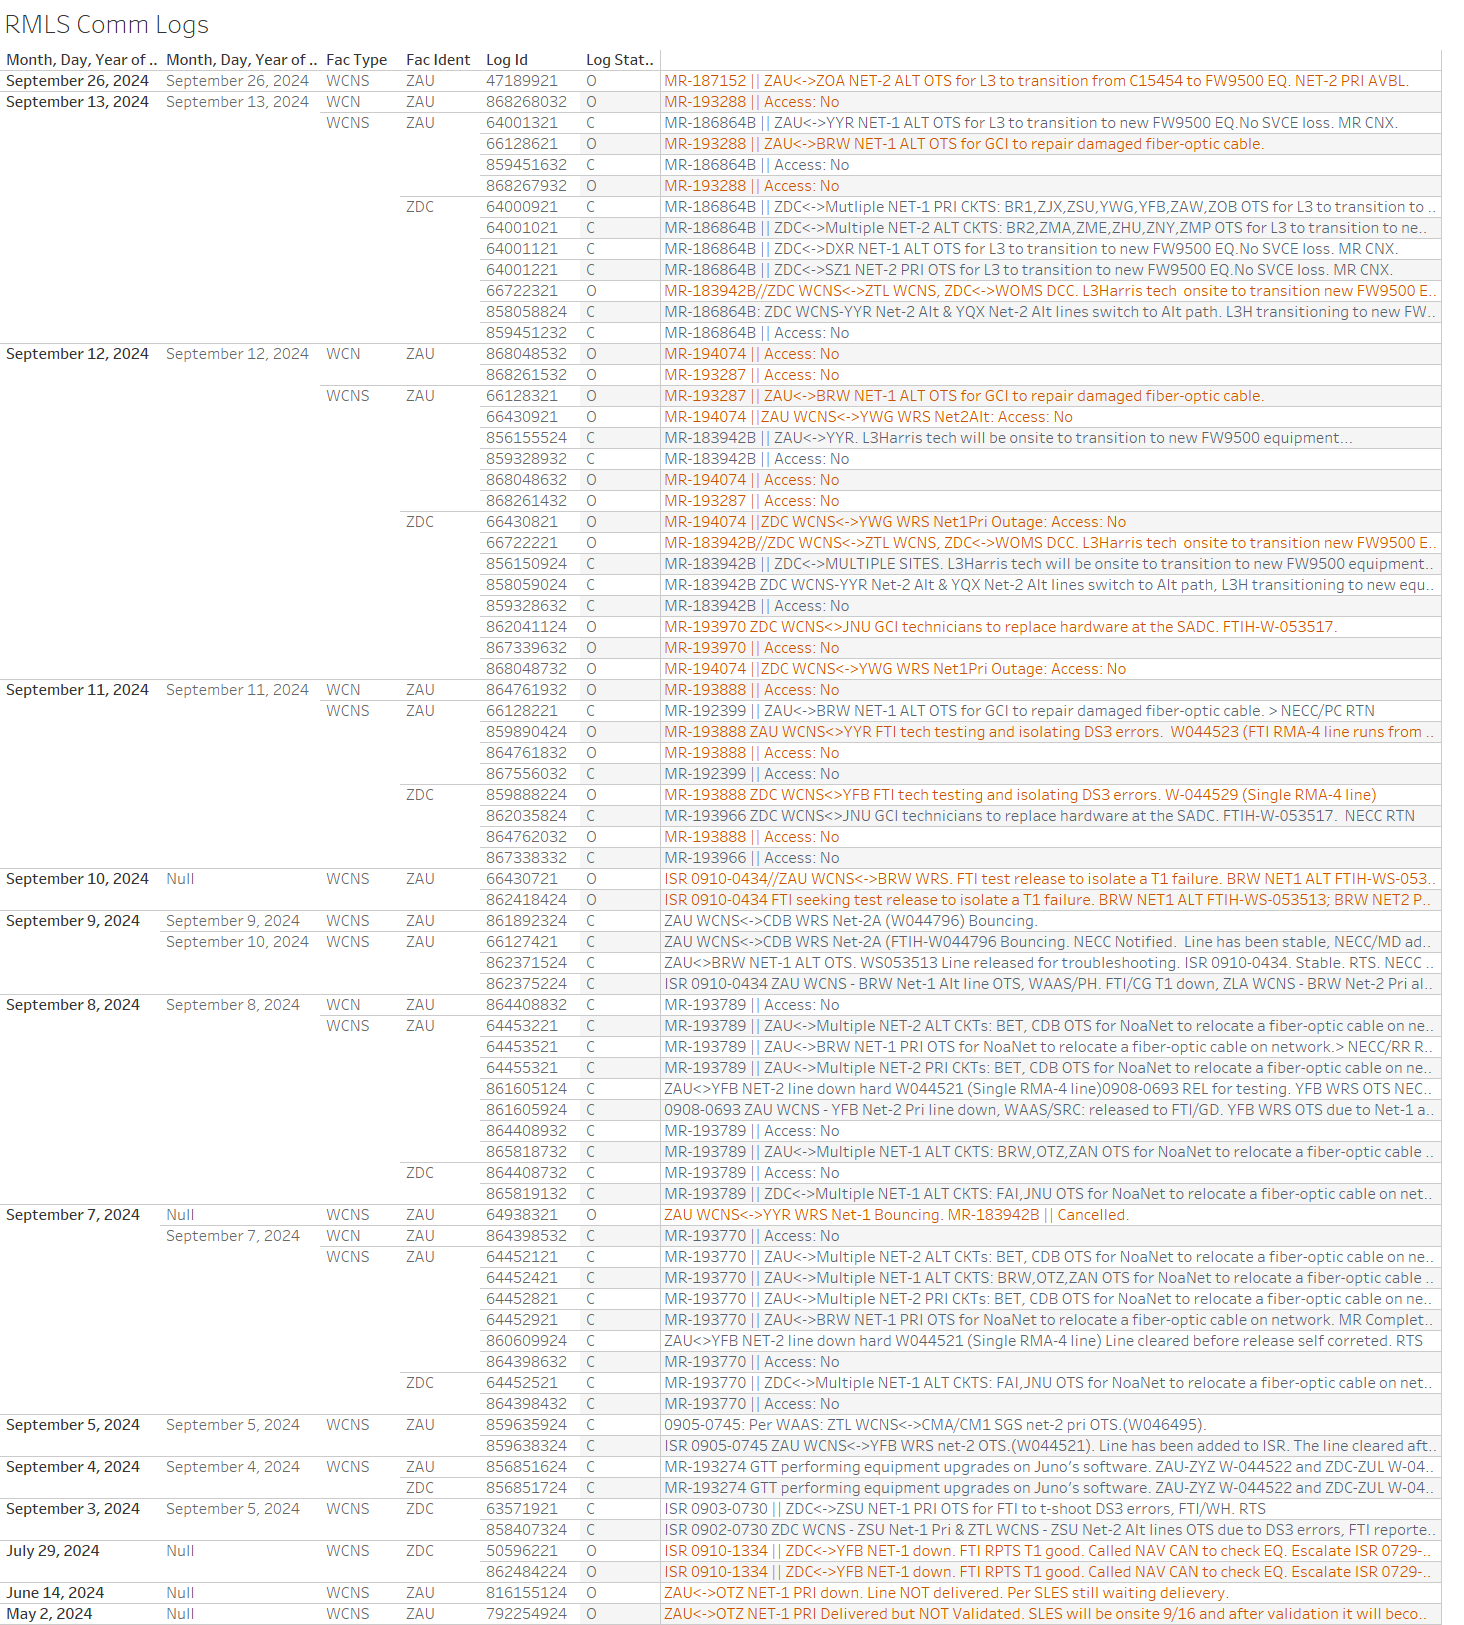 RMLS Comm Logs
Month, Day, Year of .. Month, Day, Year of .. Fac Type Fac Ident Log Id Log Stat..
September 26, 2024 September 26, 2024 WCNS ZAU 47189921 O MR-187152 || ZAU<->ZOA NET-2 ALT OTS for L3 to transition from C15454 to FW9500 EQ. NET-2 PRI AVBL.
September 13, 2024 September 13, 2024 WCN ZAU 868268032 O MR-193288 || Access: No
WCNS ZAU 64001321 C MR-186864B || ZAU<->YYR NET-1 ALT OTS for L3 to transition to new FW9500 EQ.No SVCE loss. MR CNX.
66128621 O MR-193288 || ZAU<->BRW NET-1 ALT OTS for GCI to repair damaged fiber-optic cable.
859451632 C MR-186864B || Access: No
868267932 O MR-193288 || Access: No
ZDC 64000921 C MR-186864B || ZDC<->Mutliple NET-1 PRI CKTS: BR1,ZJX,ZSU,YWG,YFB,ZAW,ZOB OTS for L3 to transition to ..
64001021 C MR-186864B || ZDC<->Multiple NET-2 ALT CKTS: BR2,ZMA,ZME,ZHU,ZNY,ZMP OTS for L3 to transition to ne..
64001121 C MR-186864B || ZDC<->DXR NET-1 ALT OTS for L3 to transition to new FW9500 EQ.No SVCE loss. MR CNX.
64001221 C MR-186864B || ZDC<->SZ1 NET-2 PRI OTS for L3 to transition to new FW9500 EQ.No SVCE loss. MR CNX.
66722321 O MR-183942B//ZDC WCNS<->ZTL WCNS, ZDC<->WOMS DCC. L3Harris tech  onsite to transition new FW9500 E..
858058824 C MR-186864B: ZDC WCNS-YYR Net-2 Alt & YQX Net-2 Alt lines switch to Alt path. L3H transitioning to new FW..
859451232 C MR-186864B || Access: No
September 12, 2024 September 12, 2024 WCN ZAU 868048532 O MR-194074 || Access: No
868261532 O MR-193287 || Access: No
WCNS ZAU 66128321 O MR-193287 || ZAU<->BRW NET-1 ALT OTS for GCI to repair damaged fiber-optic cable.
66430921 O MR-194074 ||ZAU WCNS<->YWG WRS Net2Alt: Access: No
856155524 C MR-183942B || ZAU<->YYR. L3Harris tech will be onsite to transition to new FW9500 equipment...
859328932 C MR-183942B || Access: No
868048632 O MR-194074 || Access: No
868261432 O MR-193287 || Access: No
ZDC 66430821 O MR-194074 ||ZDC WCNS<->YWG WRS Net1Pri Outage: Access: No
66722221 O MR-183942B//ZDC WCNS<->ZTL WCNS, ZDC<->WOMS DCC. L3Harris tech  onsite to transition new FW9500 E..
856150924 C MR-183942B || ZDC<->MULTIPLE SITES. L3Harris tech will be onsite to transition to new FW9500 equipment..
858059024 C MR-183942B ZDC WCNS-YYR Net-2 Alt & YQX Net-2 Alt lines switch to Alt path, L3H transitioning to new equ..
859328632 C MR-183942B || Access: No
862041124 O MR-193970 ZDC WCNS<>JNU GCI technicians to replace hardware at the SADC. FTIH-W-053517.
867339632 O MR-193970 || Access: No
868048732 O MR-194074 ||ZDC WCNS<->YWG WRS Net1Pri Outage: Access: No
September 11, 2024 September 11, 2024 WCN ZAU 864761932 O MR-193888 || Access: No
WCNS ZAU 66128221 C MR-192399 || ZAU<->BRW NET-1 ALT OTS for GCI to repair damaged fiber-optic cable. > NECC/PC RTN
859890424 O MR-193888 ZAU WCNS<>YYR FTI tech testing and isolating DS3 errors.  W044523 (FTI RMA-4 line runs from ..
864761832 O MR-193888 || Access: No
867556032 C MR-192399 || Access: No
ZDC 859888224 O MR-193888 ZDC WCNS<>YFB FTI tech testing and isolating DS3 errors. W-044529 (Single RMA-4 line)
862035824 C MR-193966 ZDC WCNS<>JNU GCI technicians to replace hardware at the SADC. FTIH-W-053517.  NECC RTN
864762032 O MR-193888 || Access: No
867338332 C MR-193966 || Access: No
September 10, 2024 Null WCNS ZAU 66430721 O ISR 0910-0434//ZAU WCNS<->BRW WRS. FTI test release to isolate a T1 failure. BRW NET1 ALT FTIH-WS-053..
862418424 O ISR 0910-0434 FTI seeking test release to isolate a T1 failure. BRW NET1 ALT FTIH-WS-053513; BRW NET2 P..
September 9, 2024 September 9, 2024 WCNS ZAU 861892324 C ZAU WCNS<->CDB WRS Net-2A (W044796) Bouncing.
September 10, 2024 WCNS ZAU 66127421 C ZAU WCNS<->CDB WRS Net-2A (FTIH-W044796 Bouncing. NECC Notified.  Line has been stable, NECC/MD ad..
862371524 C ZAU<>BRW NET-1 ALT OTS. WS053513 Line released for troubleshooting. ISR 0910-0434. Stable. RTS. NECC ..
862375224 C ISR 0910-0434 ZAU WCNS - BRW Net-1 Alt line OTS, WAAS/PH. FTI/CG T1 down, ZLA WCNS - BRW Net-2 Pri al..
September 8, 2024 September 8, 2024 WCN ZAU 864408832 C MR-193789 || Access: No
WCNS ZAU 64453221 C MR-193789 || ZAU<->Multiple NET-2 ALT CKTs: BET, CDB OTS for NoaNet to relocate a fiber-optic cable on ne..
64453521 C MR-193789 || ZAU<->BRW NET-1 PRI OTS for NoaNet to relocate a fiber-optic cable on network.> NECC/RR R..
64455321 C MR-193789 || ZAU<->Multiple NET-2 PRI CKTs: BET, CDB OTS for NoaNet to relocate a fiber-optic cable on ne..
861605124 C ZAU<>YFB NET-2 line down hard W044521 (Single RMA-4 line)0908-0693 REL for testing. YFB WRS OTS NEC..
861605924 C 0908-0693 ZAU WCNS - YFB Net-2 Pri line down, WAAS/SRC: released to FTI/GD. YFB WRS OTS due to Net-1 a..
864408932 C MR-193789 || Access: No
865818732 C MR-193789 || ZAU<->Multiple NET-1 ALT CKTS: BRW,OTZ,ZAN OTS for NoaNet to relocate a fiber-optic cable ..
ZDC 864408732 C MR-193789 || Access: No
865819132 C MR-193789 || ZDC<->Multiple NET-1 ALT CKTS: FAI,JNU OTS for NoaNet to relocate a fiber-optic cable on net..
September 7, 2024 Null WCNS ZAU 64938321 O ZAU WCNS<->YYR WRS Net-1 Bouncing. MR-183942B || Cancelled.
September 7, 2024 WCN ZAU 864398532 C MR-193770 || Access: No
WCNS ZAU 64452121 C MR-193770 || ZAU<->Multiple NET-2 ALT CKTs: BET, CDB OTS for NoaNet to relocate a fiber-optic cable on ne..
64452421 C MR-193770 || ZAU<->Multiple NET-1 ALT CKTS: BRW,OTZ,ZAN OTS for NoaNet to relocate a fiber-optic cable ..
64452821 C MR-193770 || ZAU<->Multiple NET-2 PRI CKTs: BET, CDB OTS for NoaNet to relocate a fiber-optic cable on ne..
64452921 C MR-193770 || ZAU<->BRW NET-1 PRI OTS for NoaNet to relocate a fiber-optic cable on network. MR Complet..
860609924 C ZAU<>YFB NET-2 line down hard W044521 (Single RMA-4 line) Line cleared before release self correted. RTS
864398632 C MR-193770 || Access: No
ZDC 64452521 C MR-193770 || ZDC<->Multiple NET-1 ALT CKTS: FAI,JNU OTS for NoaNet to relocate a fiber-optic cable on net..
864398432 C MR-193770 || Access: No
September 5, 2024 September 5, 2024 WCNS ZAU 859635924 C 0905-0745: Per WAAS: ZTL WCNS<->CMA/CM1 SGS net-2 pri OTS.(W046495).
859638324 C ISR 0905-0745 ZAU WCNS<->YFB WRS net-2 OTS.(W044521). Line has been added to ISR. The line cleared aft..
September 4, 2024 September 4, 2024 WCNS ZAU 856851624 C MR-193274 GTT performing equipment upgrades on Juno's software. ZAU-ZYZ W-044522 and ZDC-ZUL W-04..
ZDC 856851724 C MR-193274 GTT performing equipment upgrades on Juno's software. ZAU-ZYZ W-044522 and ZDC-ZUL W-04..
September 3, 2024 September 5, 2024 WCNS ZDC 63571921 C ISR 0903-0730 || ZDC<->ZSU NET-1 PRI OTS for FTI to t-shoot DS3 errors, FTI/WH. RTS
858407324 C ISR 0902-0730 ZDC WCNS - ZSU Net-1 Pri & ZTL WCNS - ZSU Net-2 Alt lines OTS due to DS3 errors, FTI reporte..
July 29, 2024 Null WCNS ZDC 50596221 O ISR 0910-1334 || ZDC<->YFB NET-1 down. FTI RPTS T1 good. Called NAV CAN to check EQ. Escalate ISR 0729-..
862484224 O ISR 0910-1334 || ZDC<->YFB NET-1 down. FTI RPTS T1 good. Called NAV CAN to check EQ. Escalate ISR 0729-..
June 14, 2024 Null WCNS ZAU 816155124 O ZAU<->OTZ NET-1 PRI down. Line NOT delivered. Per SLES still waiting delievery.
May 2, 2024 Null WCNS ZAU 792254924 O ZAU<->OTZ NET-1 PRI Delivered but NOT Validated. SLES will be onsite 9/16 and after validation it will beco..